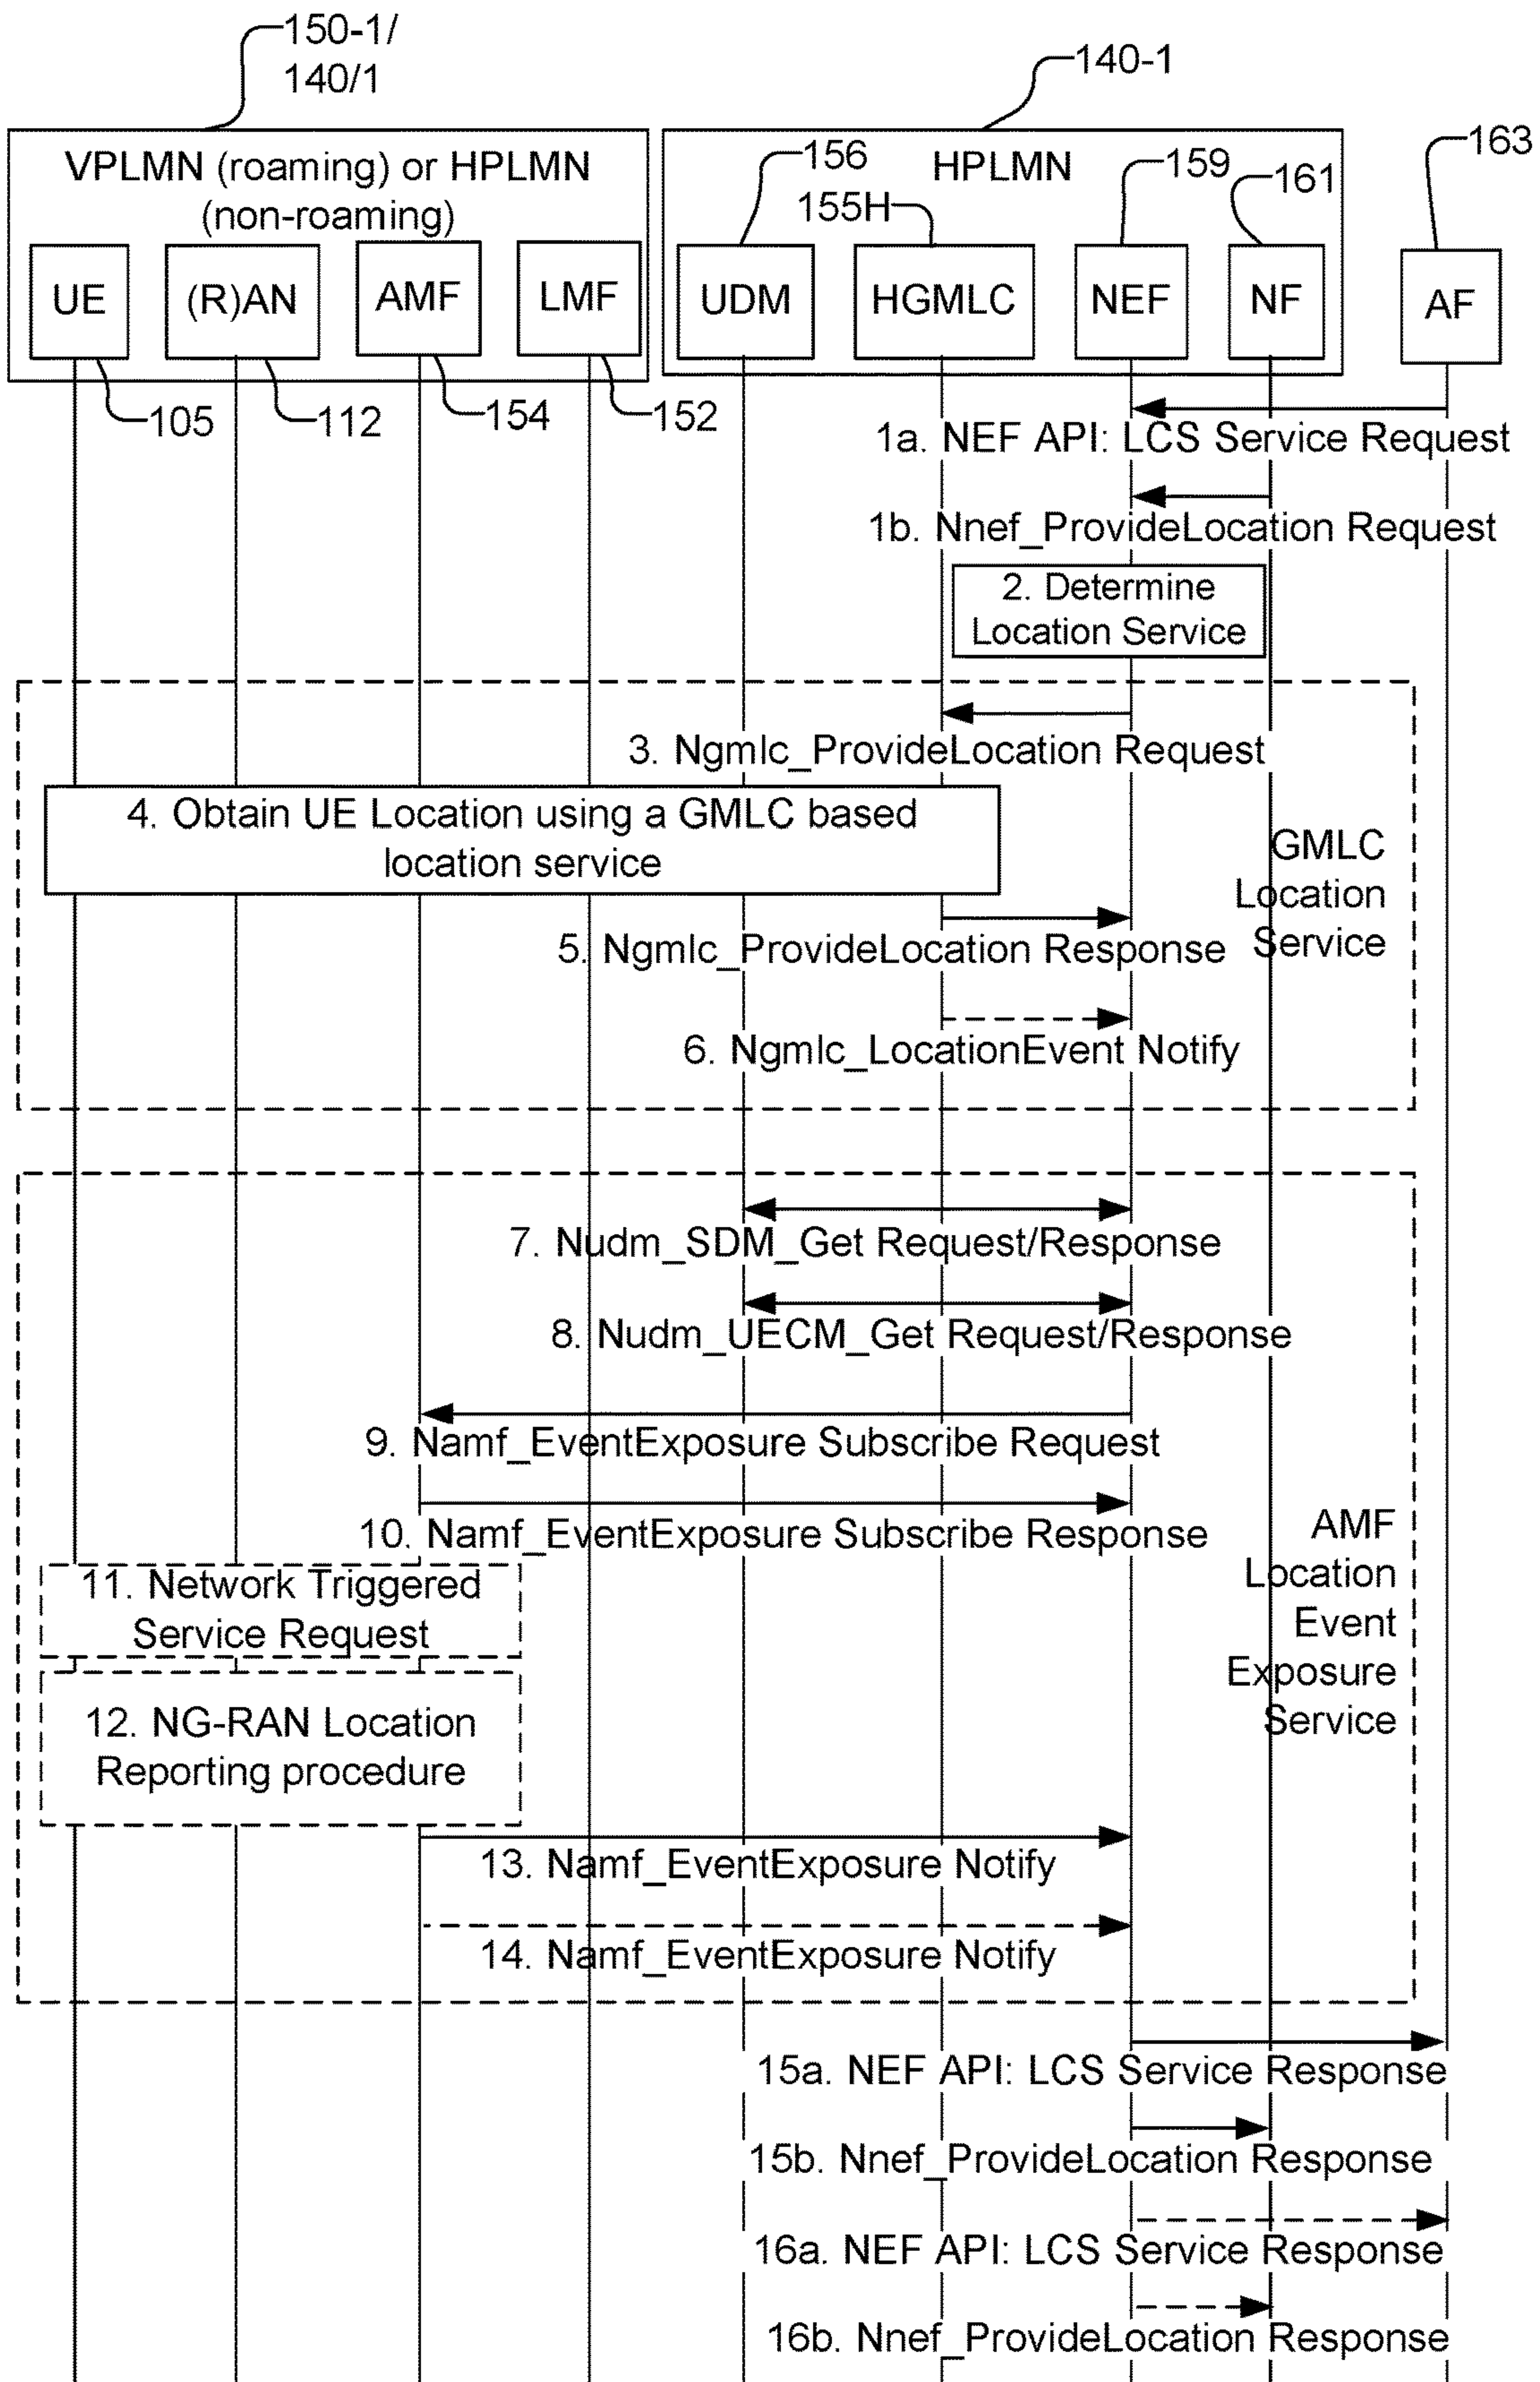 150-1/
140/1
140-1
VPLMN (roaming) or HPLMN
(non-roaming)
HPLMN
156
155H
159
161
163
UE
(R)AN
AMF
LMF
UDM
HGMLC
NEF
NF
AF
105
112
154
152
1a. NEF API: LCS Service Request
1b. Nnef_ProvideLocation Request
2. Determine
Location Service
3. Ngmlc_ProvideLocation Request
4. Obtain UE Location using a GMLC based
location service
GMLC
Location
Service
5. Ngmlc_ProvideLocation Response
6. Ngmlc_LocationEvent Notify
7. Nudm_SDM_Get Request/Response
8. Nudm_UECM_Get Request/Response
9. Namf_EventExposure Subscribe Request
10. Namf_EventExposure Subscribe Response
AMF
Location
Event
Exposure
Service
11. Network Triggered
Service Request
12. NG-RAN Location
Reporting procedure
13. Namf_EventExposure Notify
14. Namf_EventExposure Notify
15a. NEF API: LCS Service Response
15b. Nnef_ProvideLocation Response
16a. NEF API: LCS Service Response
16b. Nnef_ProvideLocation Response